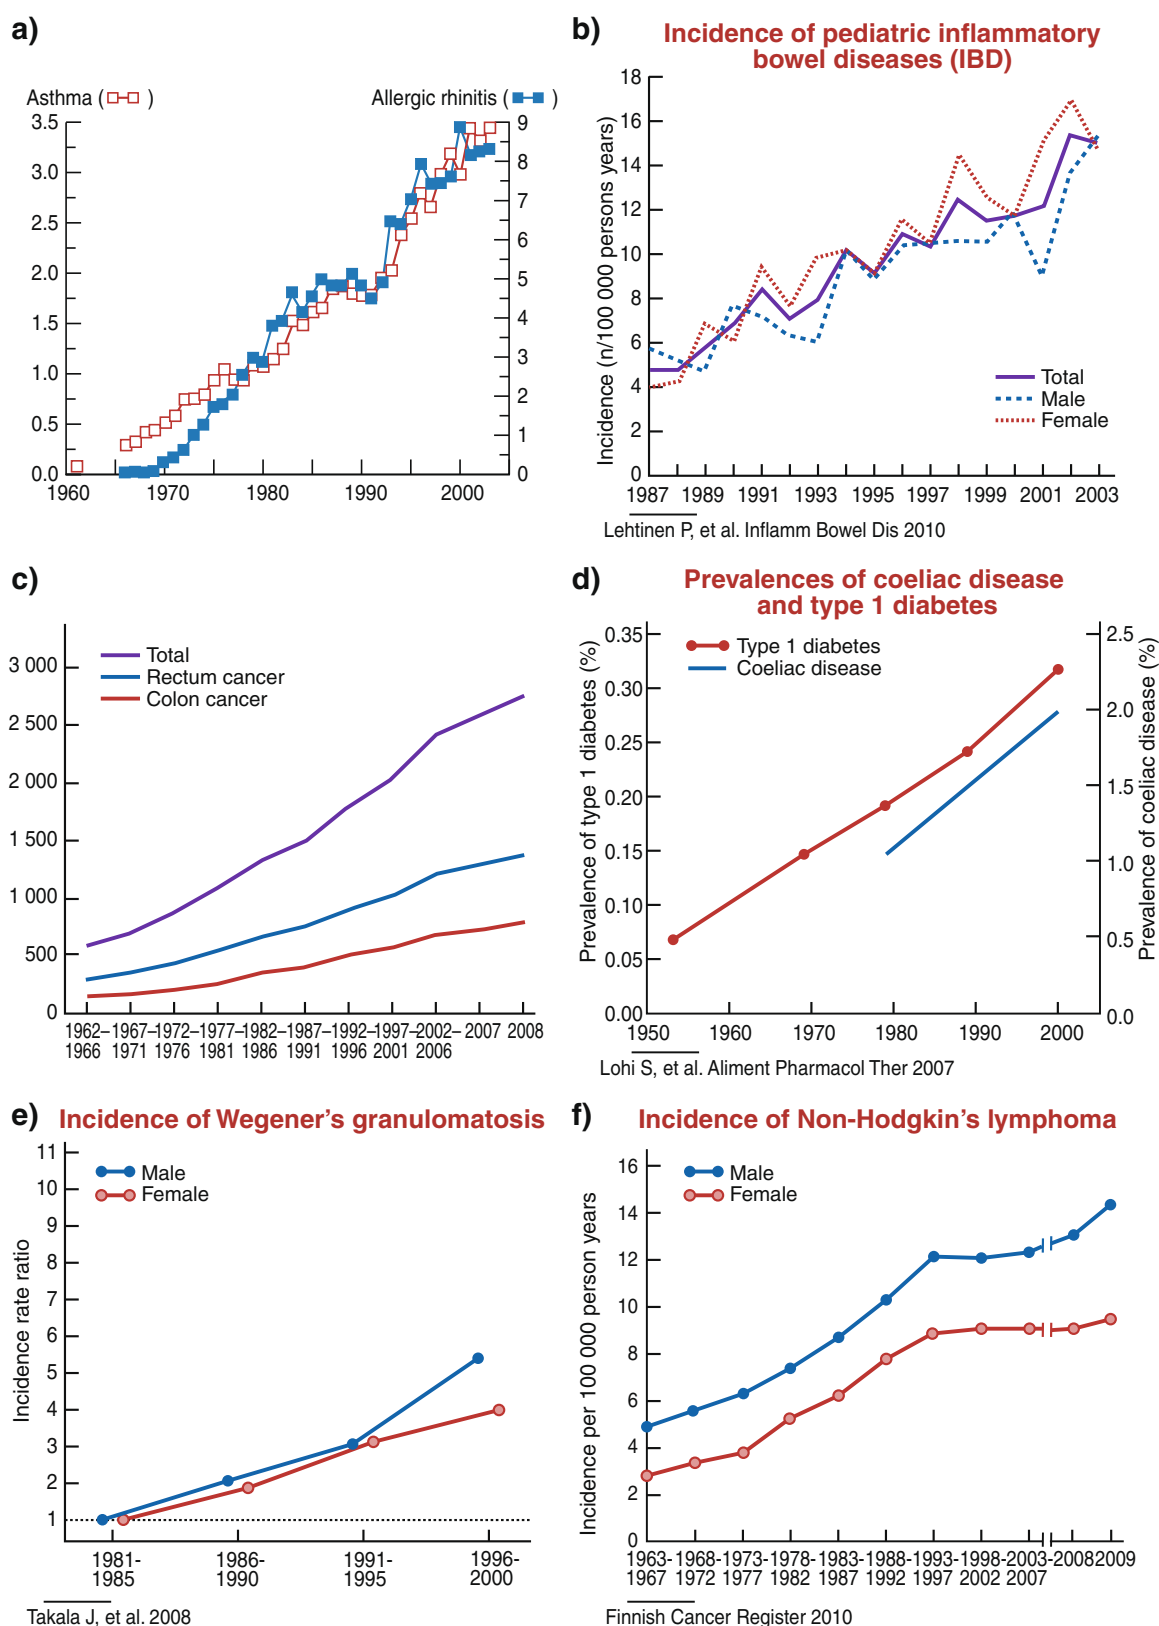 a)
Asthma ( )
Allergic rhinitis ( )
3.5
3.0
2.5
2.0
1.5
1.0
0.5
0.0
9
8
7
6
5
4
3
2
1
0
1960 1970 1980 1990 2000
b)
Incidence of pediatric inflammatory
bowel diseases (IBD)
Incidence (n/100 000 persons years)
18
16
14
12
10
8
6
4
2
0
Total
Male
Female
1987 1989 1991 1993 1995 1997 1999 2001 2003
Lehtinen P, et al. Inflamm Bowel Dis 2010
c)
3 000
2 500
2 000
1 500
1 000
500
0
Total
Rectum cancer
Colon cancer
1962– 1967– 1972– 1977– 1982– 1987– 1992– 1997– 2002– 2007 2008
1966 1971 1976 1981 1986 1991 1996 2001 2006
d)
Prevalences of coeliac disease
and type 1 diabetes
Prevalence of type 1 diabetes (%)
0.35
0.30
0.25
0.20
0.15
0.10
0.05
0.00
Type 1 diabetes
Coeliac disease
2.5
2.0
1.5
1.0
0.5
0.0
Prevalence of coeliac disease (%)
1950 1960 1970 1980 1990 2000
Lohi S, et al. Aliment Pharmacol Ther 2007
e)
Incidence of Wegener’s granulomatosis
Incidence rate ratio
11
10
9
8
7
6
5
4
3
2
1
Male
Female
1981- 1986- 1991- 1996-
1985 1990 1995 2000
Takala J, et al. 2008
f)
Incidence of Non-Hodgkin’s lymphoma
Incidence per 100 000 person years
16
14
12
10
8
6
4
2
0
Male
Female
1963- 1968- 1973- 1978- 1983- 1988- 1993- 1998- 2003- 2008 2009
1967 1972 1977 1982 1987 1992 1997 2002 2007
Finnish Cancer Register 2010